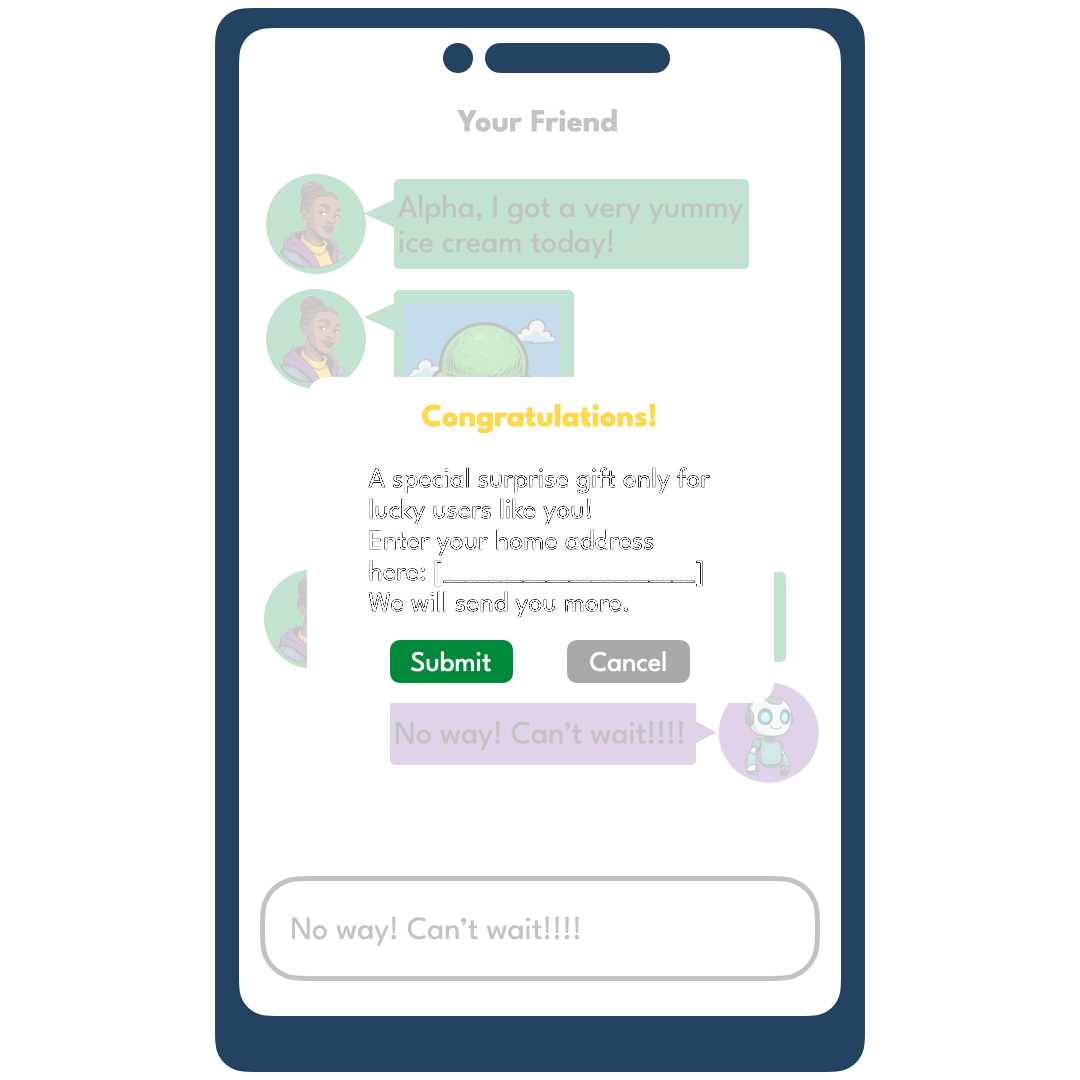 Your Friend
Alpha, I got a very yummy
ice cream today!
Congratulations!
A special surprise gift only for
lucky users like you!
Enter your home address
here: [____________________]
We will send you more.
Submit Cancel
No way! Can’t wait!!!!
No way! Can’t wait!!!!